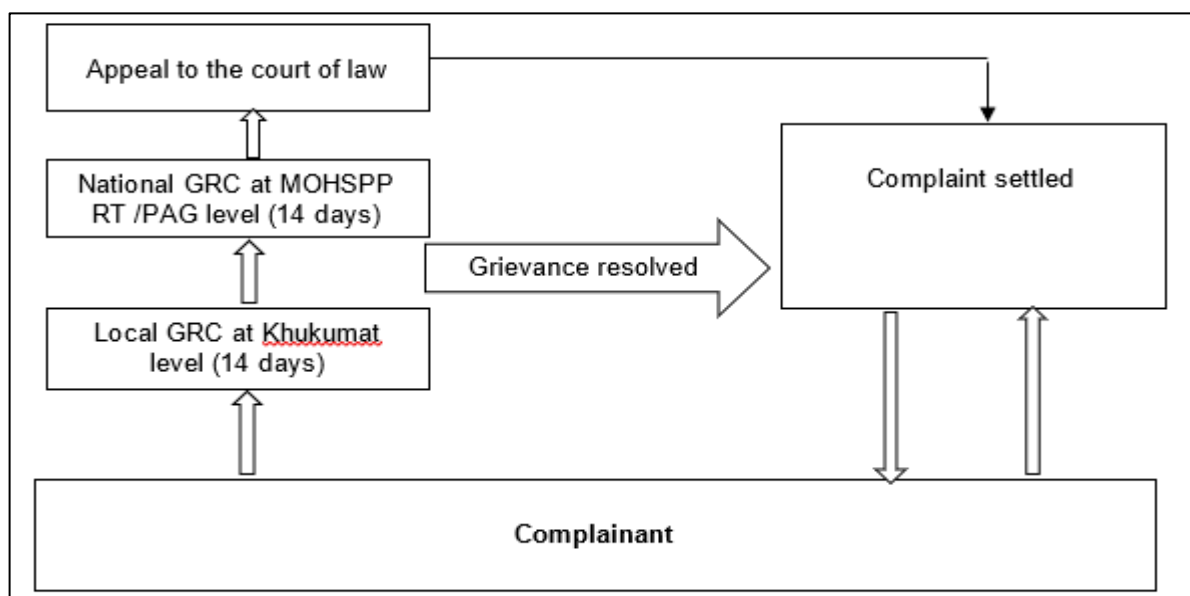 Appeal to the court of law
National GRC at MOHSPP
RT /PAG level (14 days)
Complaint settled
Grievance resolved
Local GRC at Khukumat
level (14 days)
Complainant